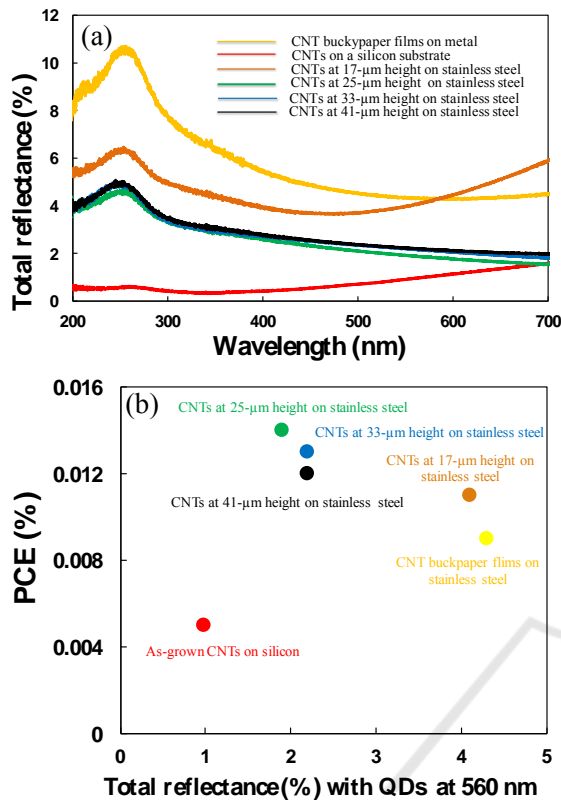 (a)
CNT buckypaper films on metal
CNTs on a silicon substrate
CNTs at 17-µm height on stainless steel
CNTs at 25-µm height on stainless steel
CNTs at 33-µm height on stainless steel
CNTs at 41-µm height on stainless steel
Total reflectance(%)
12
10
8
6
4
2
0
200 300 400 500 600 700
Wavelength (nm)
(b)
PCE (%)
0.016
0.012
0.008
0.004
0
CNTs at 25-µm height on stainless steel
CNTs at 33-µm height on stainless steel
CNTs at 17-µm height on
stainless steel
CNTs at 41-µm height on stainless steel
CNT buckpaper flims on
stainless steel
As-grown CNTs on silicon
0 1 2 3 4 5
Total reflectance(%) with QDs at 560 nm